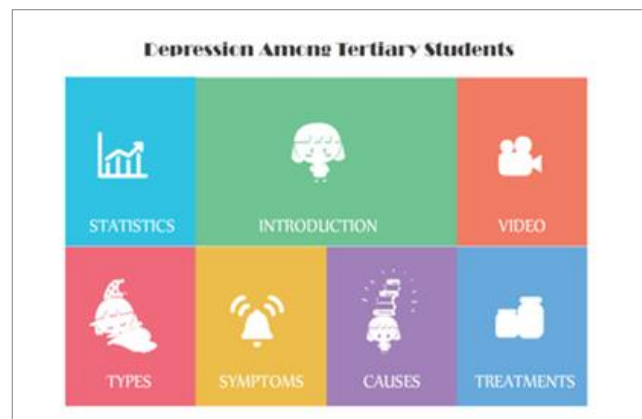 Depression Among Tertiary Students
STATISTICS
INTRODUCTION
VIDEO
TYPES
SYMPTOMS
CAUSES
TREATMENTS